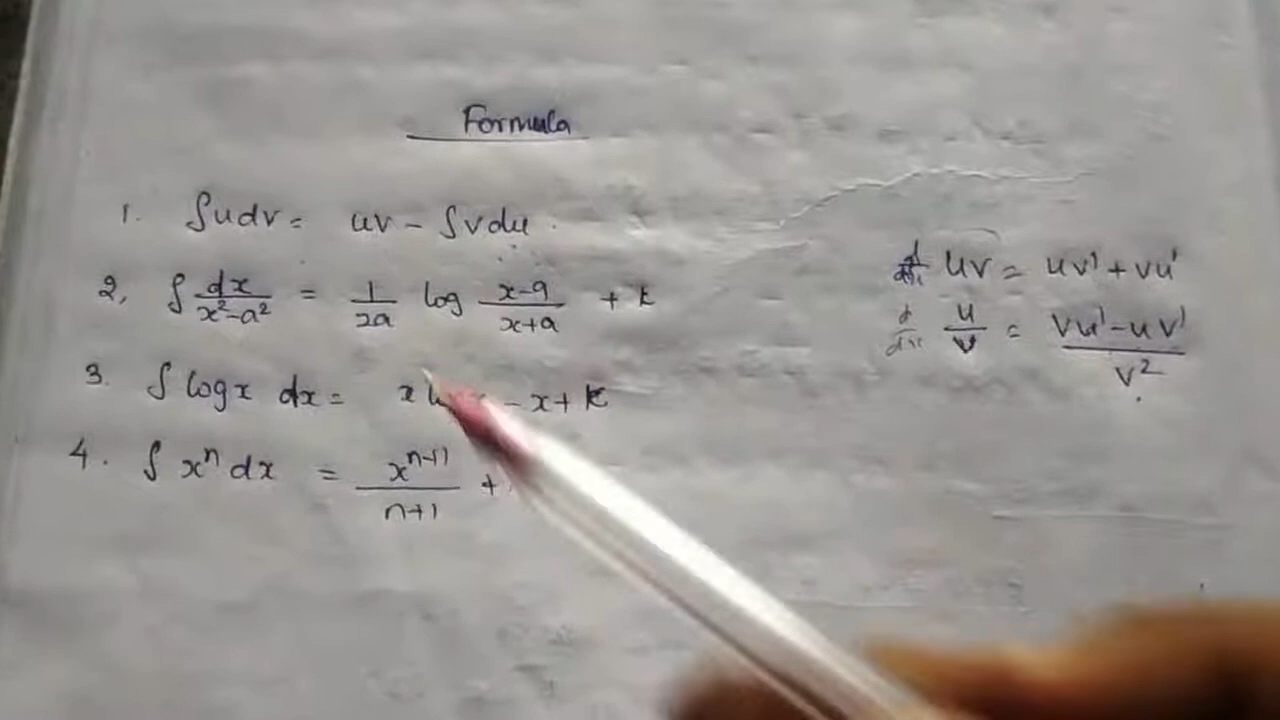 Formula
1. ∫udv = uv - ∫vdu.
2, ∫ dx/(x²-a²) = 1/2a log (x-a)/(x+a) + k
3. ∫ log x dx = x - x + k
4. ∫ xⁿ dx = xⁿ⁺¹/(n+1) +
d/dx uv = uv' + vu'
d/dx u/v = (vu' - uv')/v²